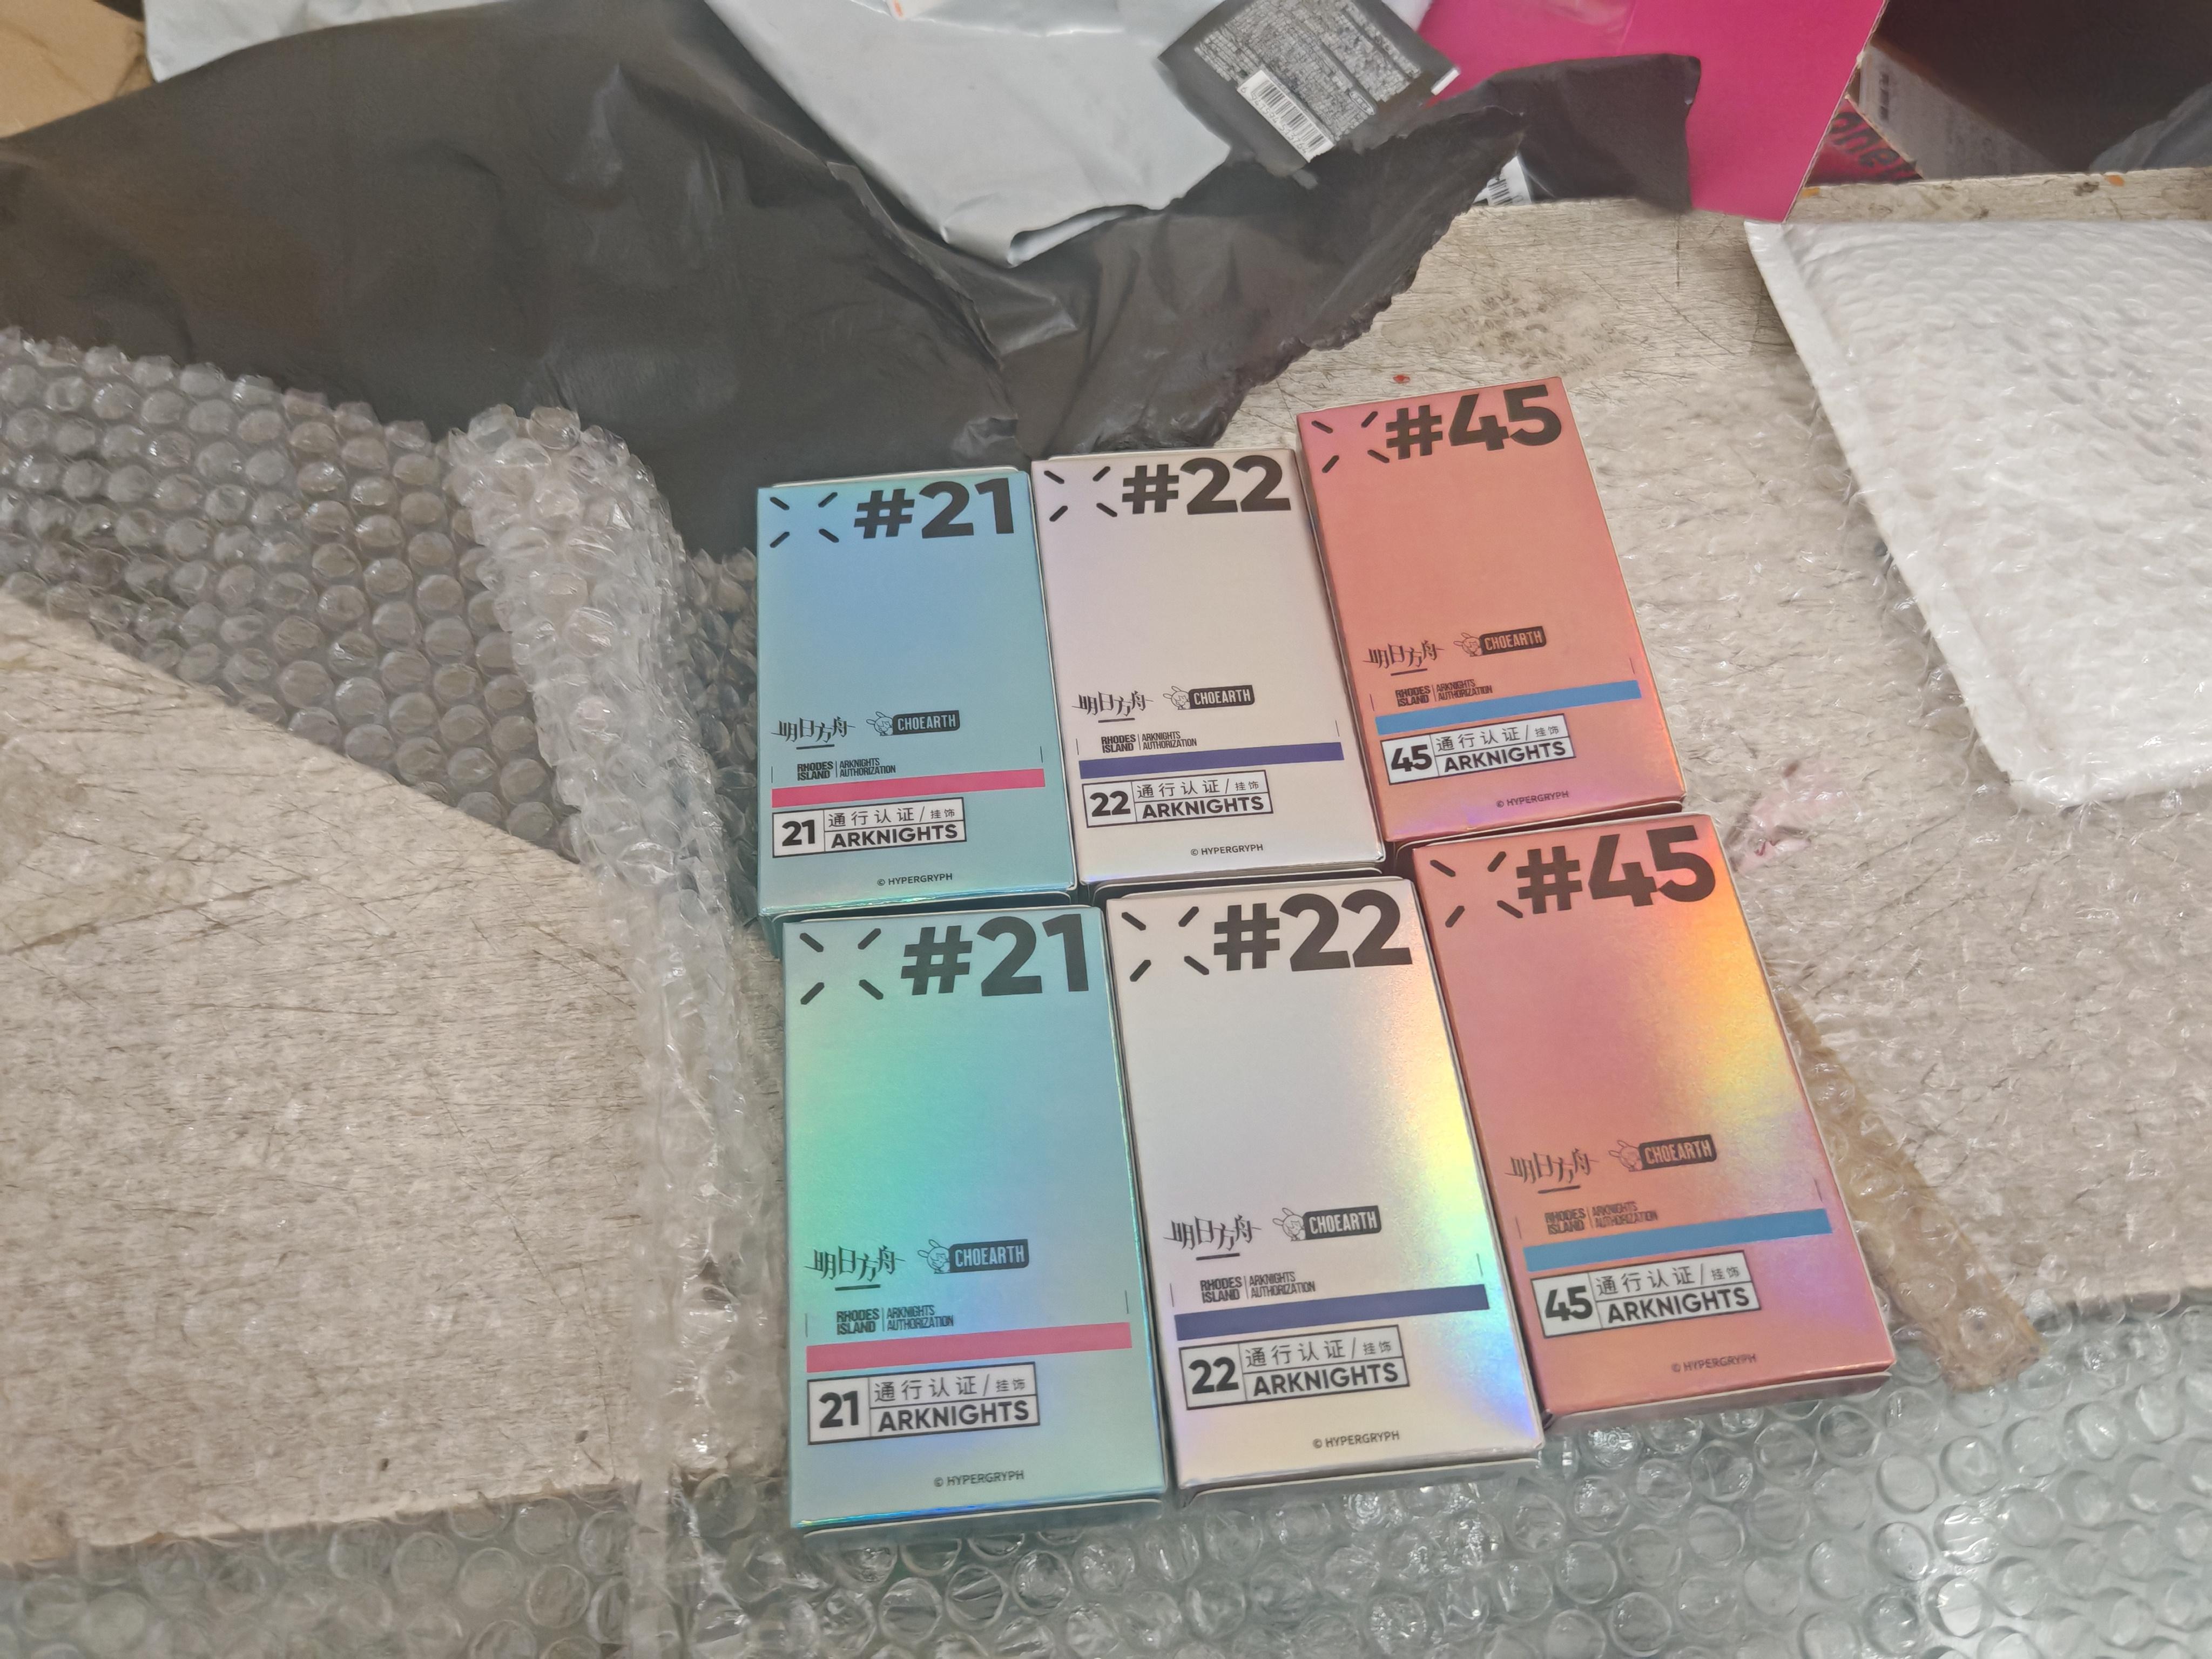 #21
明日方舟 CHOEARTH
RHODES ISLAND ARKNIGHTS AUTHORIZATION
21 通行认证/挂饰
ARKNIGHTS
© HYPERGRYPH
#22
明日方舟 CHOEARTH
RHODES ISLAND ARKNIGHTS AUTHORIZATION
22 通行认证/挂饰
ARKNIGHTS
© HYPERGRYPH
#45
明日方舟 CHOEARTH
RHODES ISLAND ARKNIGHTS AUTHORIZATION
45 通行认证/挂饰
ARKNIGHTS
© HYPERGRYPH
#21
明日方舟 CHOEARTH
RHODES ISLAND ARKNIGHTS AUTHORIZATION
21 通行认证/挂饰
ARKNIGHTS
© HYPERGRYPH
#22
明日方舟 CHOEARTH
RHODES ISLAND ARKNIGHTS AUTHORIZATION
22 通行认证/挂饰
ARKNIGHTS
© HYPERGRYPH
#45
明日方舟 CHOEARTH
RHODES ISLAND ARKNIGHTS AUTHORIZATION
45 通行认证/挂饰
ARKNIGHTS
© HYPERGRYPH